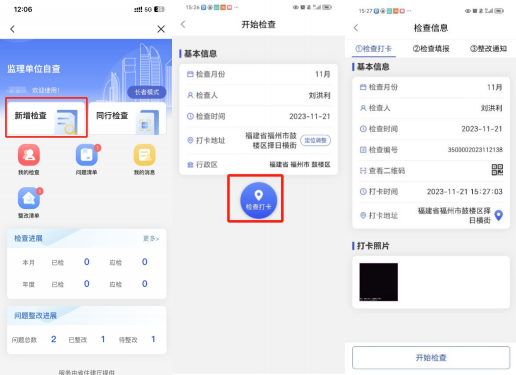 12:06
5G 60
监理单位自查
欢迎使用!
长者模式
新增检查
同行检查
我的检查
问题清单
我的消息
整改清单
检查进展
更多>
本月 已检 0 应检 0
年度 已检 0 应检 0
问题整改进展
问题总数 2 已整改 1 待整改 1
服务由省住建厅提供
15:26
开始检查
基本信息
检查月份 11月
检查人 刘洪利
检查时间 2023-11-21
打卡地址 福建省福州市鼓楼区择日横街 定位调整
行政区 福建省 福州市 鼓楼区
检查打卡
15:27
检查信息
①检查打卡 ②检查填报 ③整改通知
基本信息
检查月份 11月
检查人 刘洪利
检查时间 2023-11-21
检查编号 3509002023112138
查看二维码
打卡时间 2023-11-21 15:27:03
打卡地址 福建省福州市鼓楼区择
日横街
打卡照片
开始检查